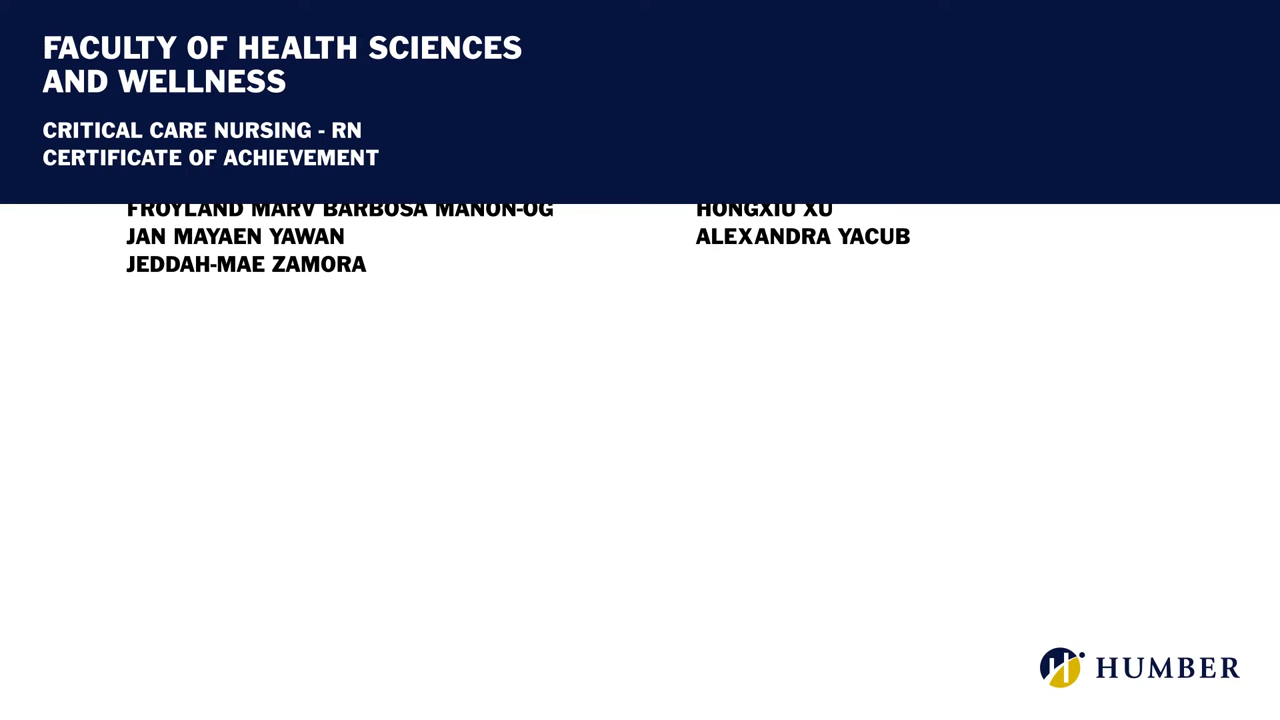 FACULTY OF HEALTH SCIENCES
AND WELLNESS
CRITICAL CARE NURSING - RN
CERTIFICATE OF ACHIEVEMENT
FROYLAND MARV BARBOSA MANON-OG
JAN MAYAEN YAWAN
JEDDAH-MAE ZAMORA
HONGXIU XU
ALEXANDRA YACUB
HUMBER